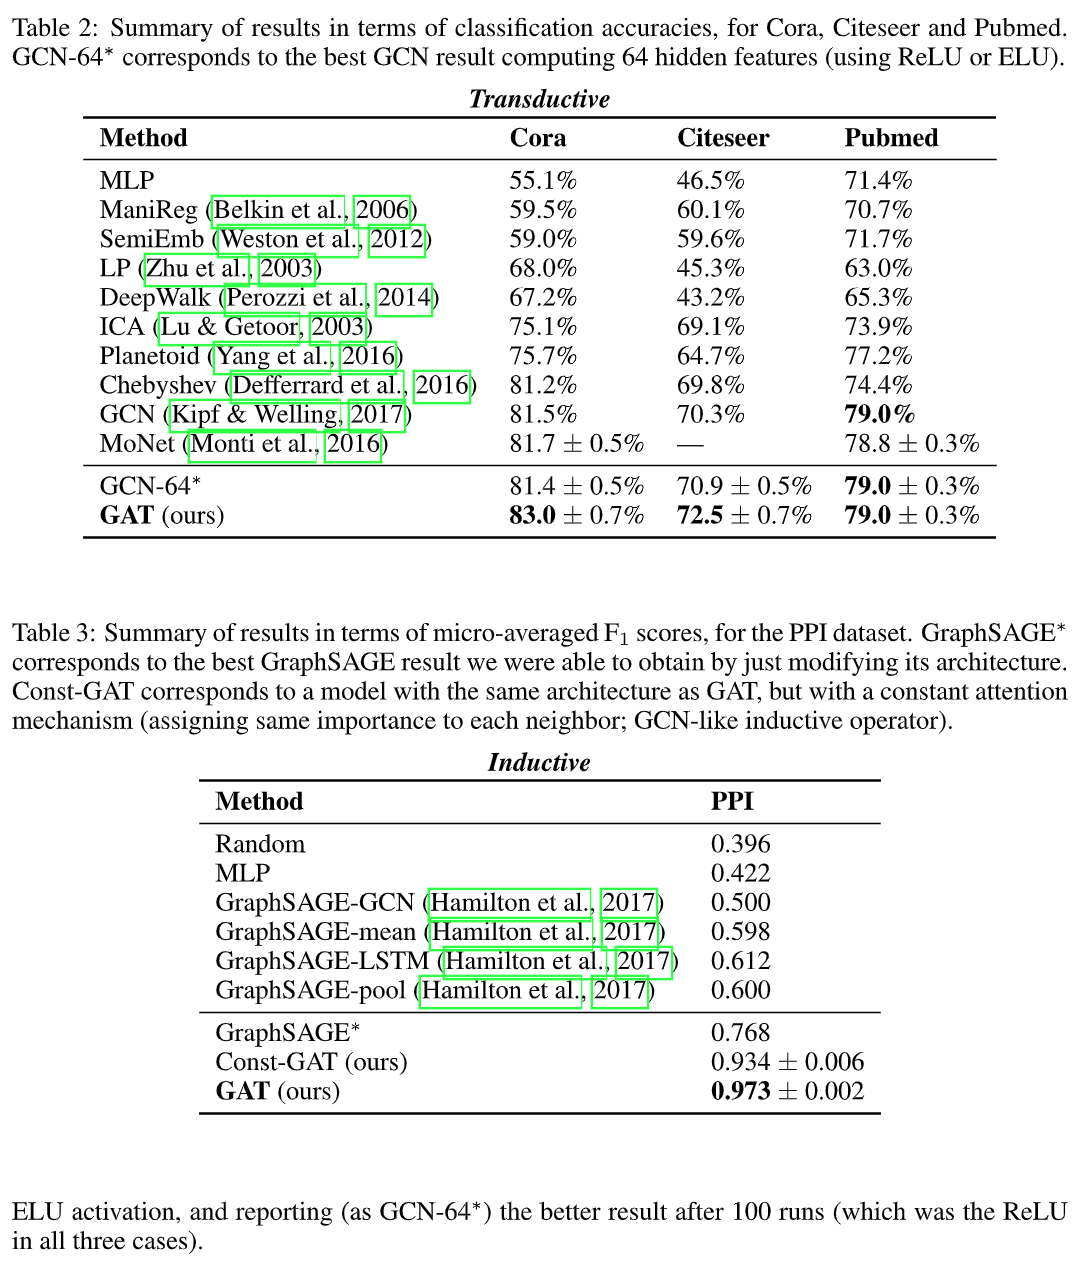 Table 2: Summary of results in terms of classification accuracies, for Cora, Citeseer and Pubmed.
GCN-64* corresponds to the best GCN result computing 64 hidden features (using ReLU or ELU).
Transductive
Method Cora Citeseer Pubmed
MLP 55.1% 46.5% 71.4%
ManiReg (Belkin et al., 2006) 59.5% 60.1% 70.7%
SemiEmb (Weston et al., 2012) 59.0% 59.6% 71.7%
LP (Zhu et al., 2003) 68.0% 45.3% 63.0%
DeepWalk (Perozzi et al., 2014) 67.2% 43.2% 65.3%
ICA (Lu & Getoor, 2003) 75.1% 69.1% 73.9%
Planetoid (Yang et al., 2016) 75.7% 64.7% 77.2%
Chebyshev (Defferrard et al., 2016) 81.2% 69.8% 74.4%
GCN (Kipf & Welling, 2017) 81.5% 70.3% 79.0%
MoNet (Monti et al., 2016) 81.7 ± 0.5% — 78.8 ± 0.3%
GCN-64* 81.4 ± 0.5% 70.9 ± 0.5% 79.0 ± 0.3%
GAT (ours) 83.0 ± 0.7% 72.5 ± 0.7% 79.0 ± 0.3%
Table 3: Summary of results in terms of micro-averaged F₁ scores, for the PPI dataset. GraphSAGE*
corresponds to the best GraphSAGE result we were able to obtain by just modifying its architecture.
Const-GAT corresponds to a model with the same architecture as GAT, but with a constant attention
mechanism (assigning same importance to each neighbor; GCN-like inductive operator).
Inductive
Method PPI
Random 0.396
MLP 0.422
GraphSAGE-GCN (Hamilton et al., 2017) 0.500
GraphSAGE-mean (Hamilton et al., 2017) 0.598
GraphSAGE-LSTM (Hamilton et al., 2017) 0.612
GraphSAGE-pool (Hamilton et al., 2017) 0.600
GraphSAGE* 0.768
Const-GAT (ours) 0.934 ± 0.006
GAT (ours) 0.973 ± 0.002
ELU activation, and reporting (as GCN-64*) the better result after 100 runs (which was the ReLU
in all three cases).